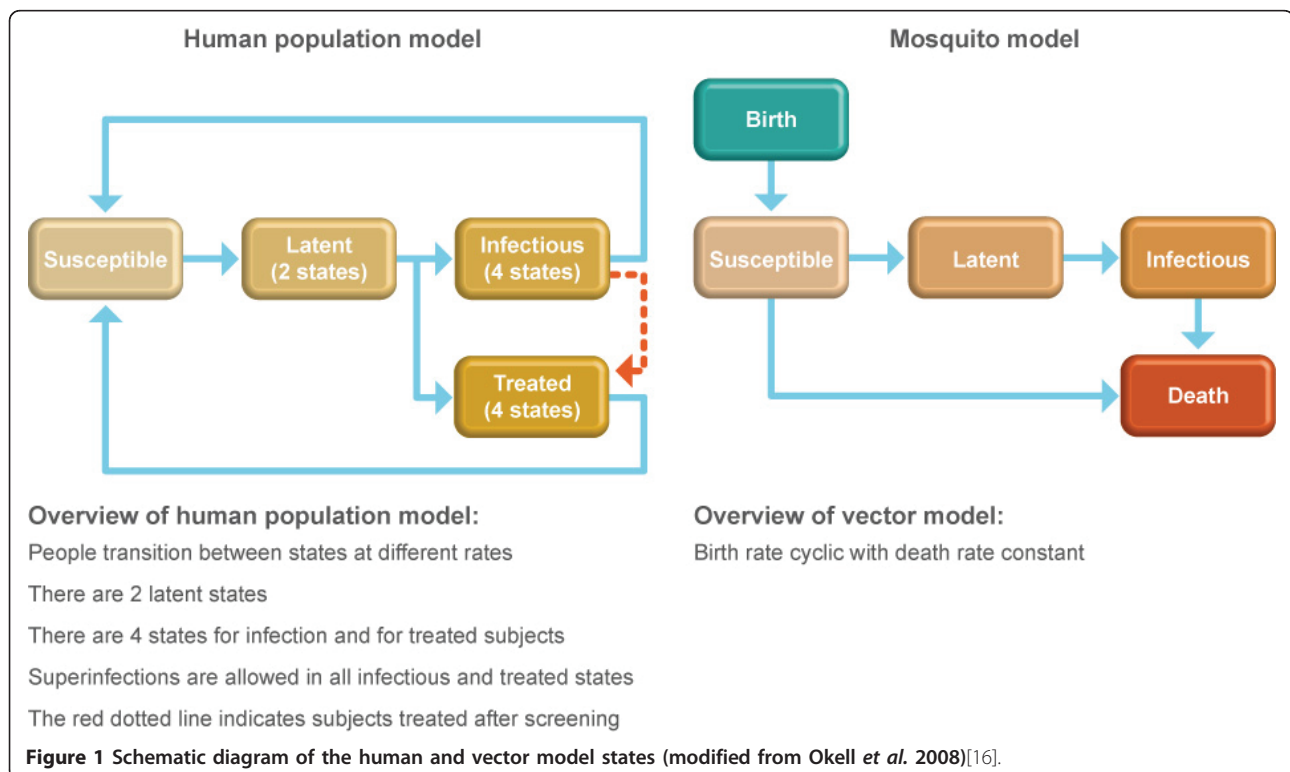 Human population model
Susceptible
Latent
(2 states)
Infectious
(4 states)
Treated
(4 states)
Overview of human population model:
People transition between states at different rates
There are 2 latent states
There are 4 states for infection and for treated subjects
Superinfections are allowed in all infectious and treated states
The red dotted line indicates subjects treated after screening
Mosquito model
Birth
Susceptible
Latent
Infectious
Death
Overview of vector model:
Birth rate cyclic with death rate constant
Figure 1 Schematic diagram of the human and vector model states (modified from Okell et al. 2008)[16].